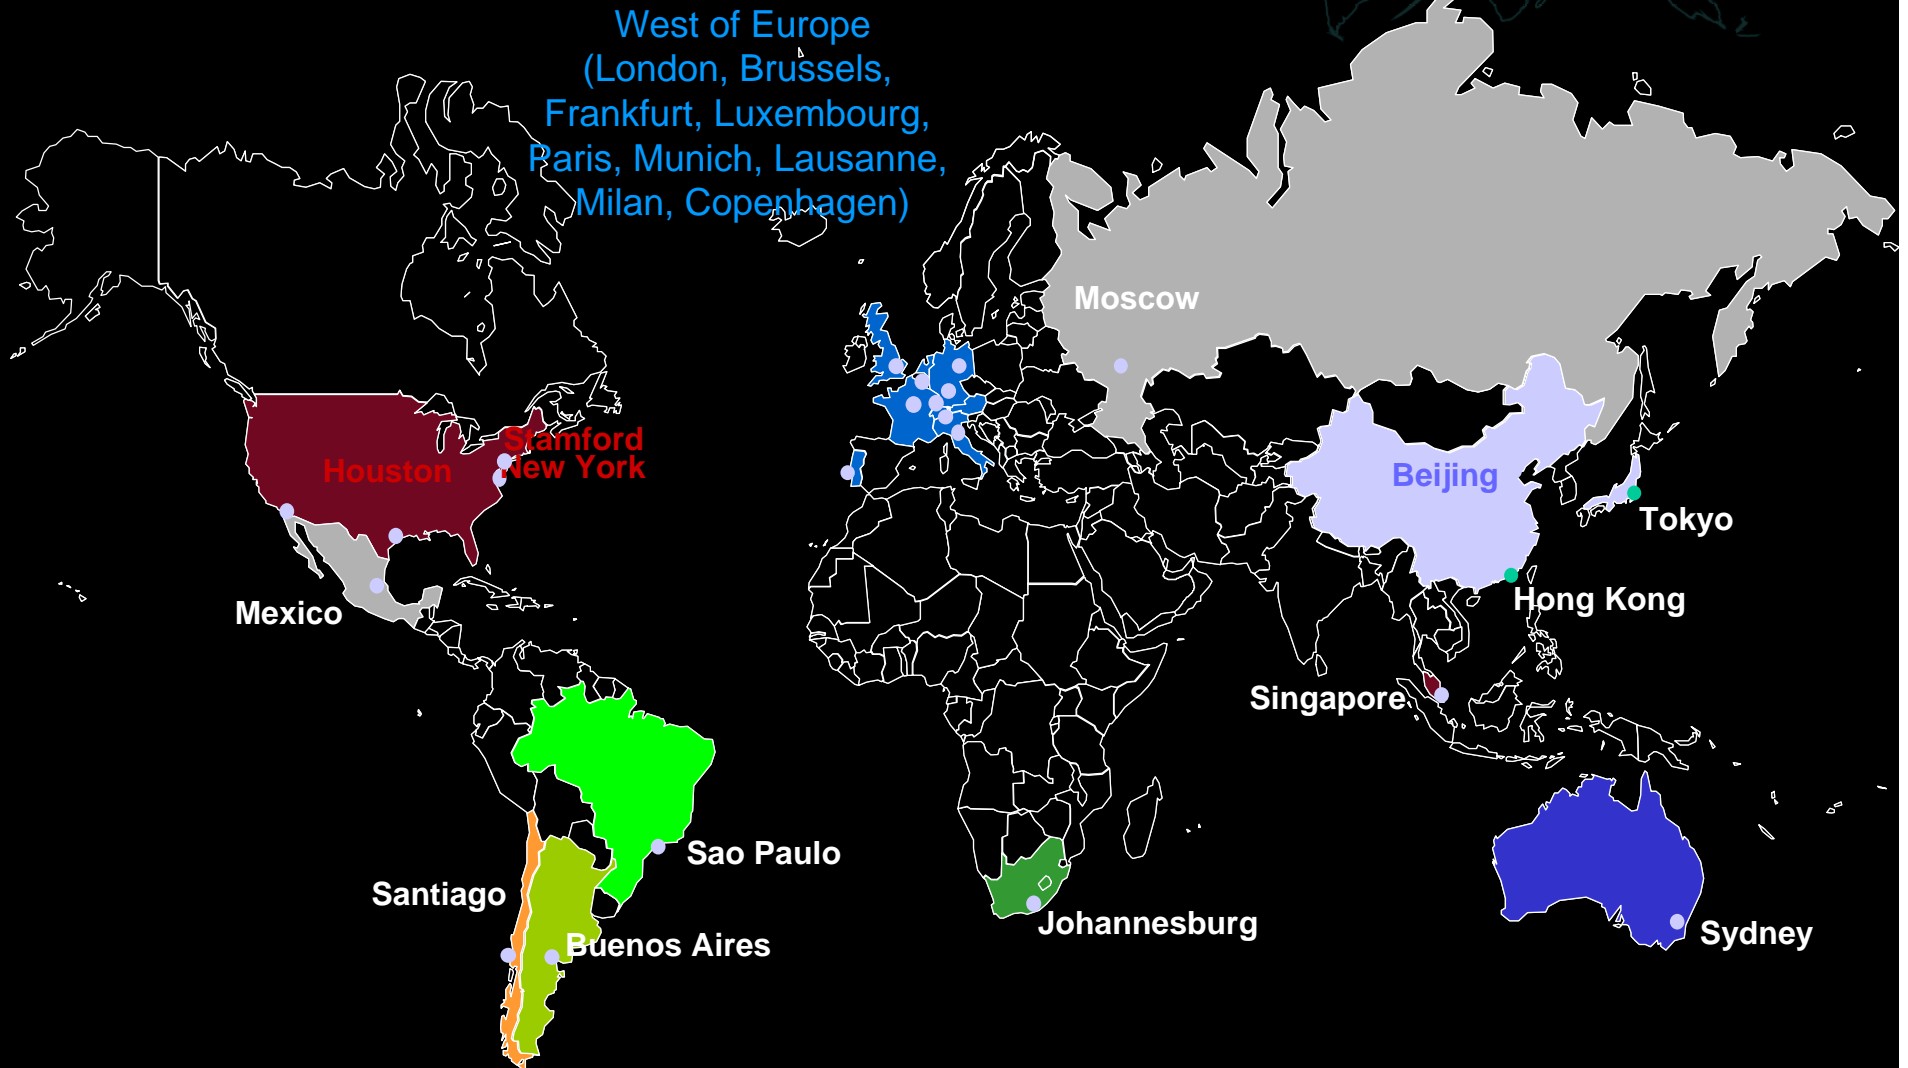 West of Europe
(London, Brussels,
Frankfurt, Luxembourg,
Paris, Munich, Lausanne,
Milan, Copenhagen)
Moscow
Stamford
Houston
New York
Beijing
Tokyo
Mexico
Hong Kong
Singapore
Sao Paulo
Santiago
Johannesburg
Buenos Aires
Sydney